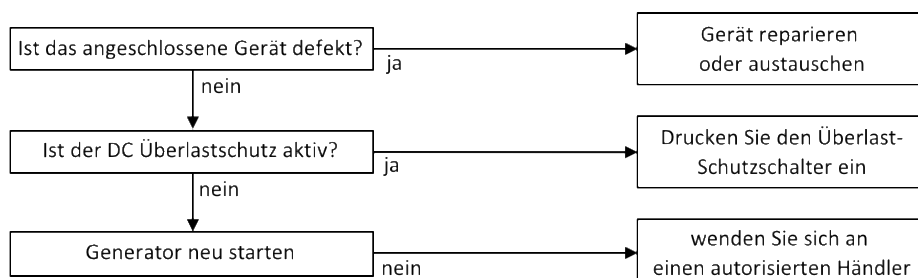 Ist das angeschlossene Gerät defekt?
ja
Gerät reparieren
oder austauschen
nein
Ist der DC Überlastschutz aktiv?
ja
Drucken Sie den Überlast-
Schutzschalter ein
nein
Generator neu starten
nein
wenden Sie sich an
einen autorisierten Händler